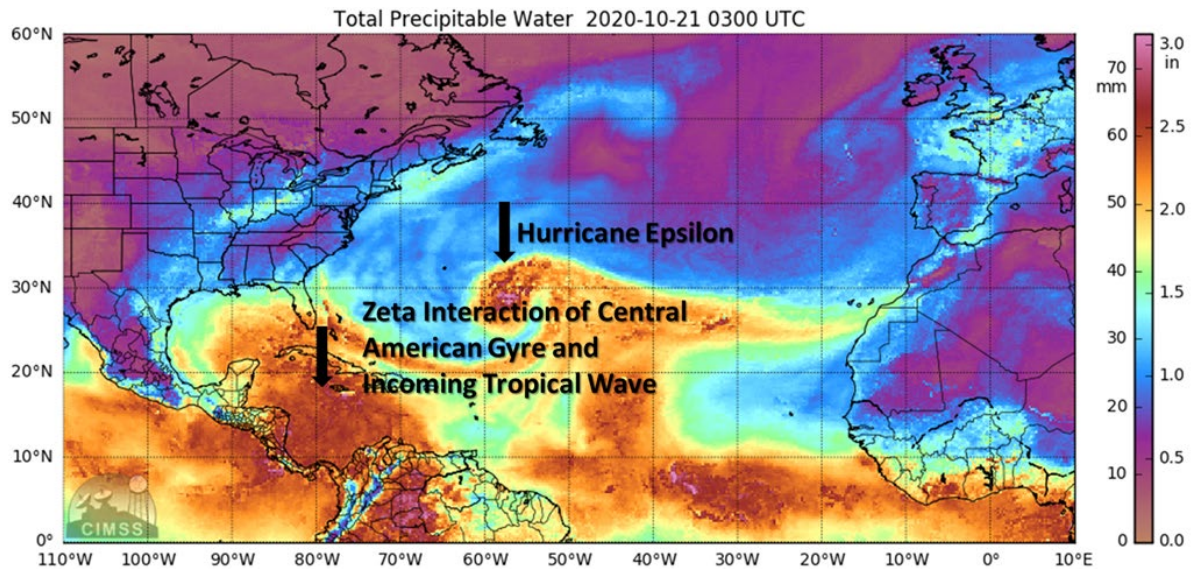 Total Precipitable Water 2020-10-21 0300 UTC
60°N
50°N
40°N
30°N
20°N
10°N
0°
Hurricane Epsilon
Zeta Interaction of Central
American Gyre and
Incoming Tropical Wave
CIMSS
110°W 100°W 90°W 80°W 70°W 60°W 50°W 40°W 30°W 20°W 10°W 0° 10°E
70
mm
60
50
40
30
20
10
0
3.0
in
2.5
2.0
1.5
1.0
0.5
0.0